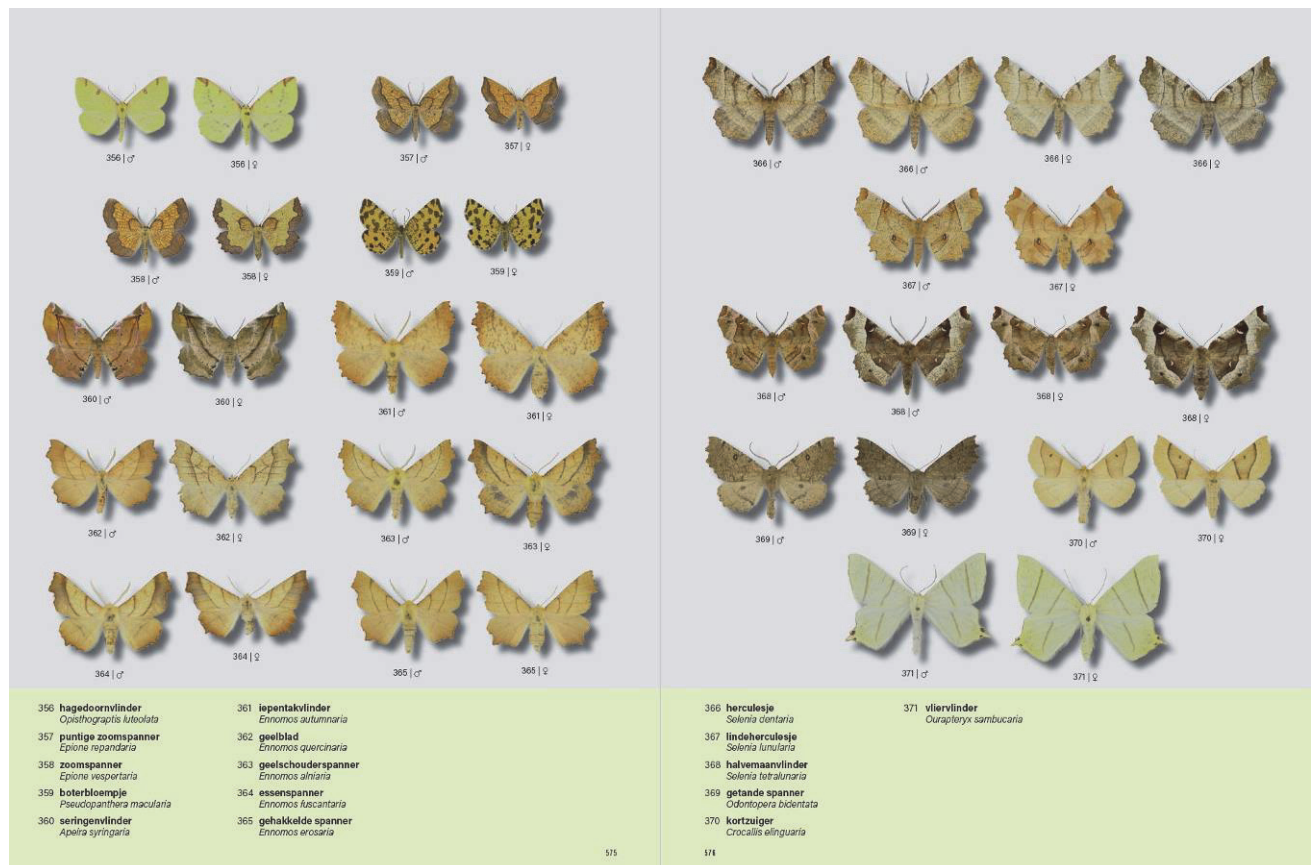 356 | ♂
356 | ♀
357 | ♂
357 | ♀
358 | ♂
358 | ♀
359 | ♂
359 | ♀
360 | ♂
360 | ♀
361 | ♂
361 | ♀
362 | ♂
362 | ♀
363 | ♂
363 | ♀
364 | ♂
364 | ♀
365 | ♂
365 | ♀
356 hagedoornvlinder
Opisthograptis luteolata
357 puntige zoomspanner
Epione repandaria
358 zoomspanner
Epione vespertaria
359 boterbloempje
Pseudopanthera macularia
360 seringenvlinder
Apeira syringaria
361 iepentakvlinder
Ennomos autumnaria
362 geelblad
Ennomos quercinaria
363 geelschouderspanner
Ennomos alniaria
364 essenspanner
Ennomos fuscantaria
365 gehakkelde spanner
Ennomos erosaria
575
366 | ♂
366 | ♂
366 | ♀
366 | ♀
367 | ♂
367 | ♀
368 | ♂
368 | ♂
368 | ♀
368 | ♀
369 | ♂
369 | ♀
370 | ♂
370 | ♀
371 | ♂
371 | ♀
366 herculesje
Selenia dentaria
367 lindeherculesje
Selenia lunularia
368 halvemaanvlinder
Selenia tetralunaria
369 getande spanner
Odontopera bidentata
370 kortzuiger
Crocallis elinguaria
371 vliervlinder
Ourapteryx sambucaria
576